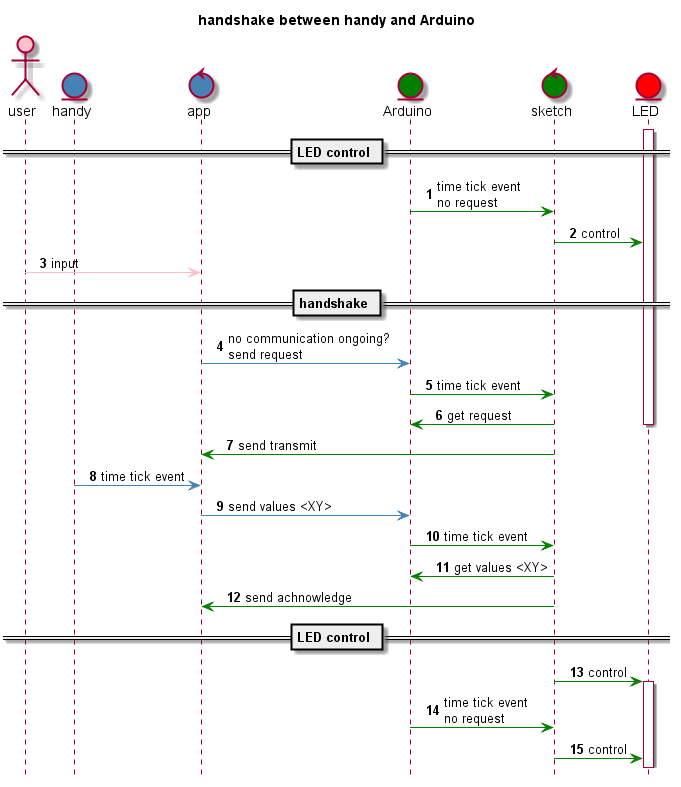 handshake between handy and Arduino
user handy app Arduino sketch LED
LED control
1 time tick event
no request
2 control
3 input
handshake
4 no communication ongoing?
send request
5 time tick event
6 get request
7 send transmit
8 time tick event
9 send values <XY>
10 time tick event
11 get values <XY>
12 send achnowledge
LED control
13 control
14 time tick event
no request
15 control